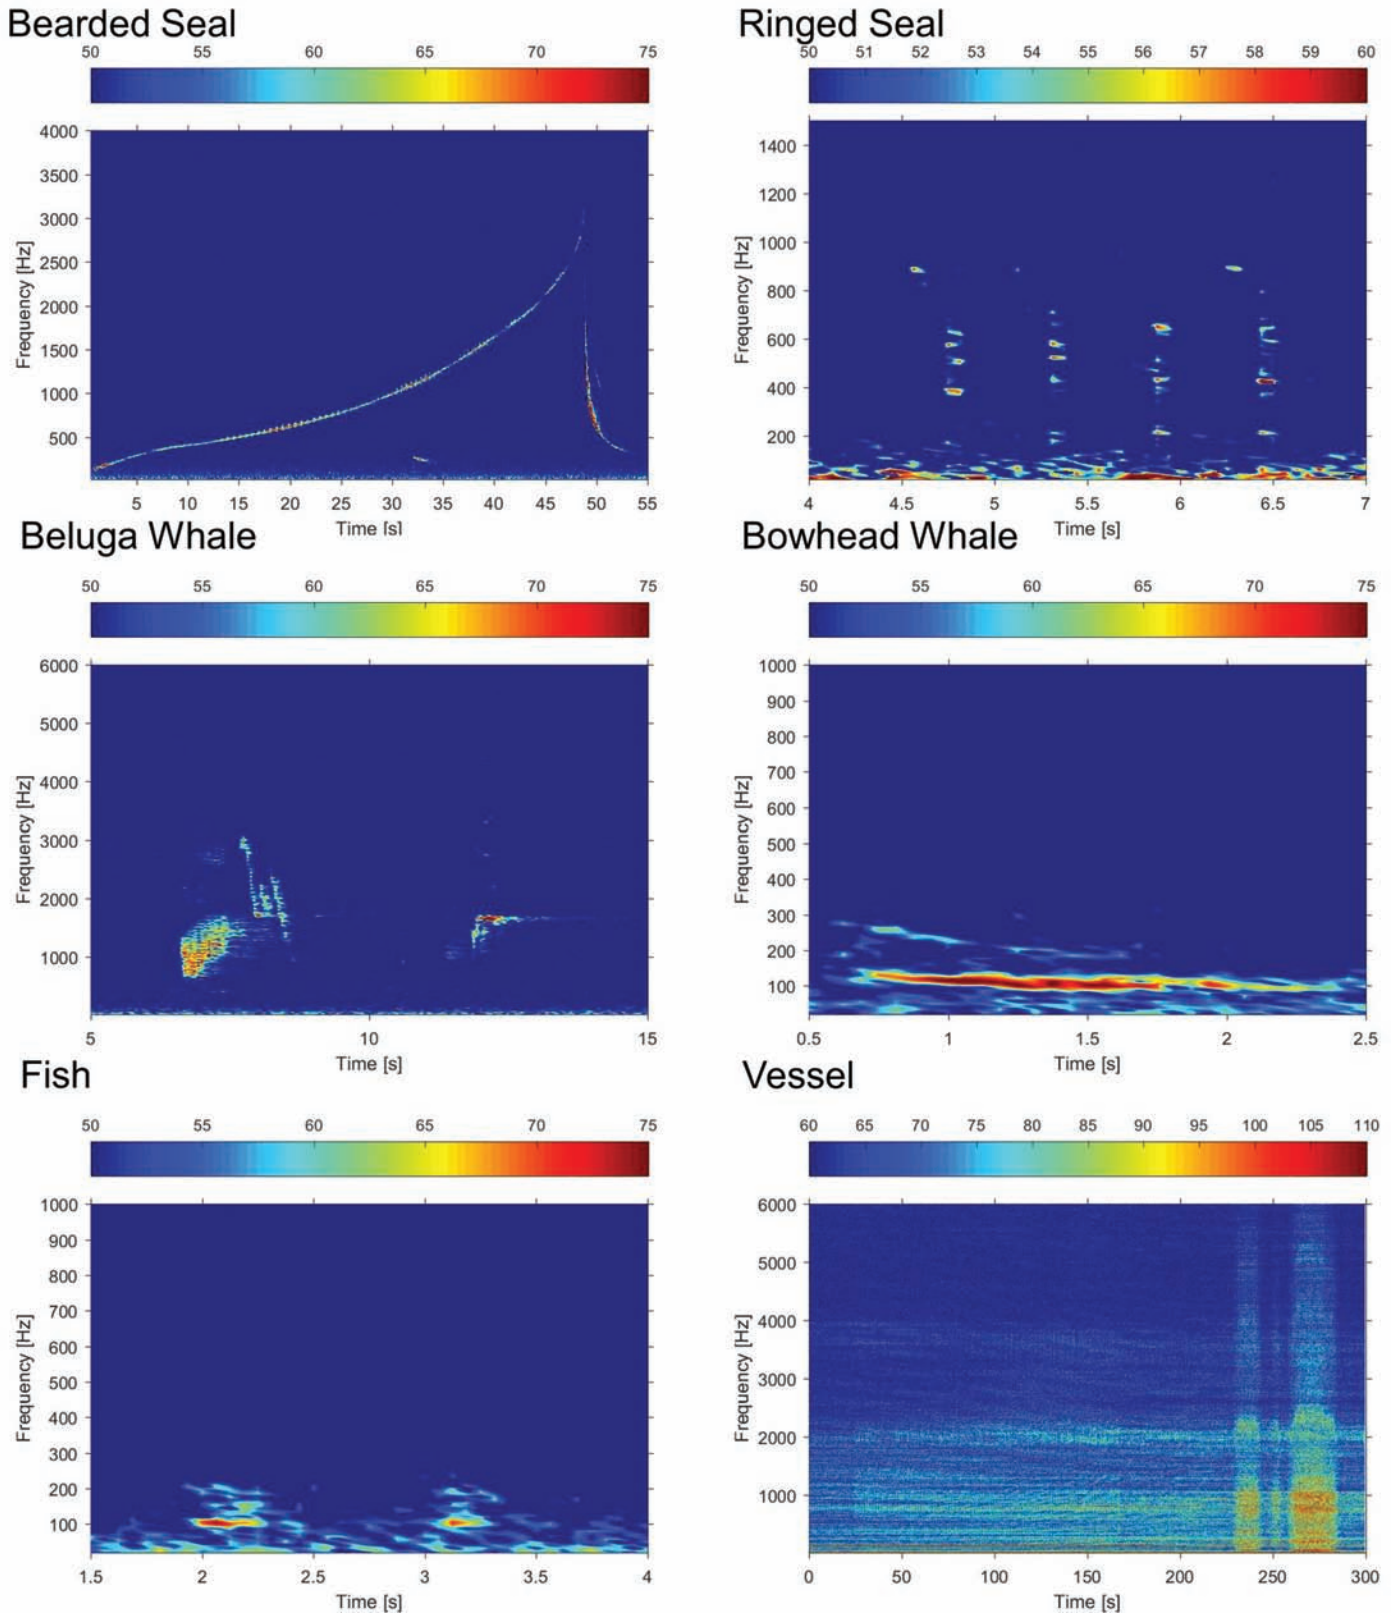 Bearded Seal
50 55 60 65 70 75
4000
3500
3000
2500
2000
1500
1000
500
Frequency [Hz]
5 10 15 20 25 30 35 40 45 50 55
Time [s]
Ringed Seal
50 51 52 53 54 55 56 57 58 59 60
1400
1200
1000
800
600
400
200
Frequency [Hz]
4 4.5 5 5.5 6 6.5 7
Time [s]
Beluga Whale
50 55 60 65 70 75
6000
5000
4000
3000
2000
1000
Frequency [Hz]
5 10 15
Time [s]
Bowhead Whale
50 55 60 65 70 75
1000
900
800
700
600
500
400
300
200
100
Frequency [Hz]
0.5 1 1.5 2 2.5
Time [s]
Fish
50 55 60 65 70 75
1000
900
800
700
600
500
400
300
200
100
Frequency [Hz]
1.5 2 2.5 3 3.5 4
Time [s]
Vessel
60 65 70 75 80 85 90 95 100 105 110
6000
5000
4000
3000
2000
1000
Frequency [Hz]
0 50 100 150 200 250 300
Time [s]